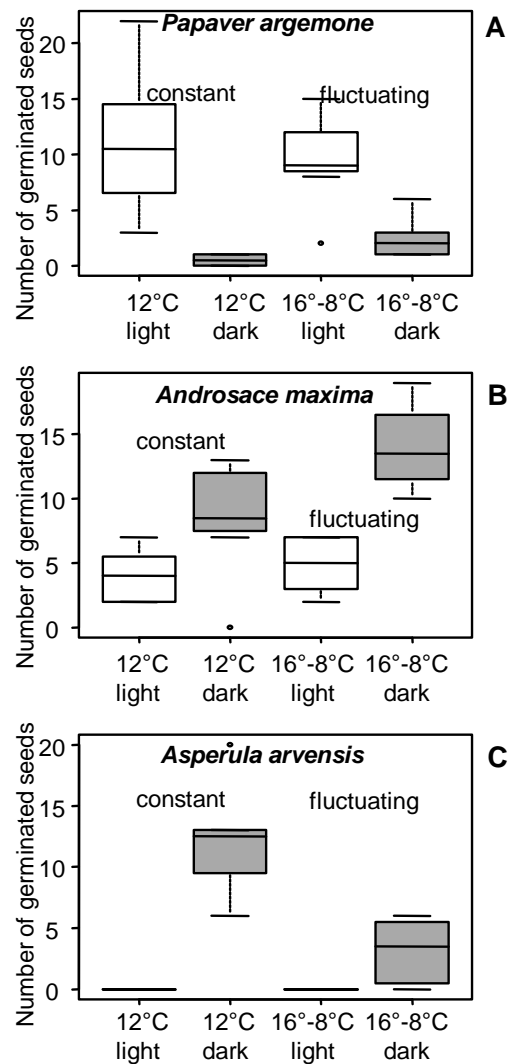 Papaver argemone
A
Number of germinated seeds
20
15
10
5
0
constant
fluctuating
12°C 12°C 16°-8°C 16°-8°C
light dark light dark
Androsace maxima
B
Number of germinated seeds
15
10
5
0
constant
fluctuating
12°C 12°C 16°-8°C 16°-8°C
light dark light dark
Asperula arvensis
C
Number of germinated seeds
20
15
10
5
0
constant
fluctuating
12°C 12°C 16°-8°C 16°-8°C
light dark light dark